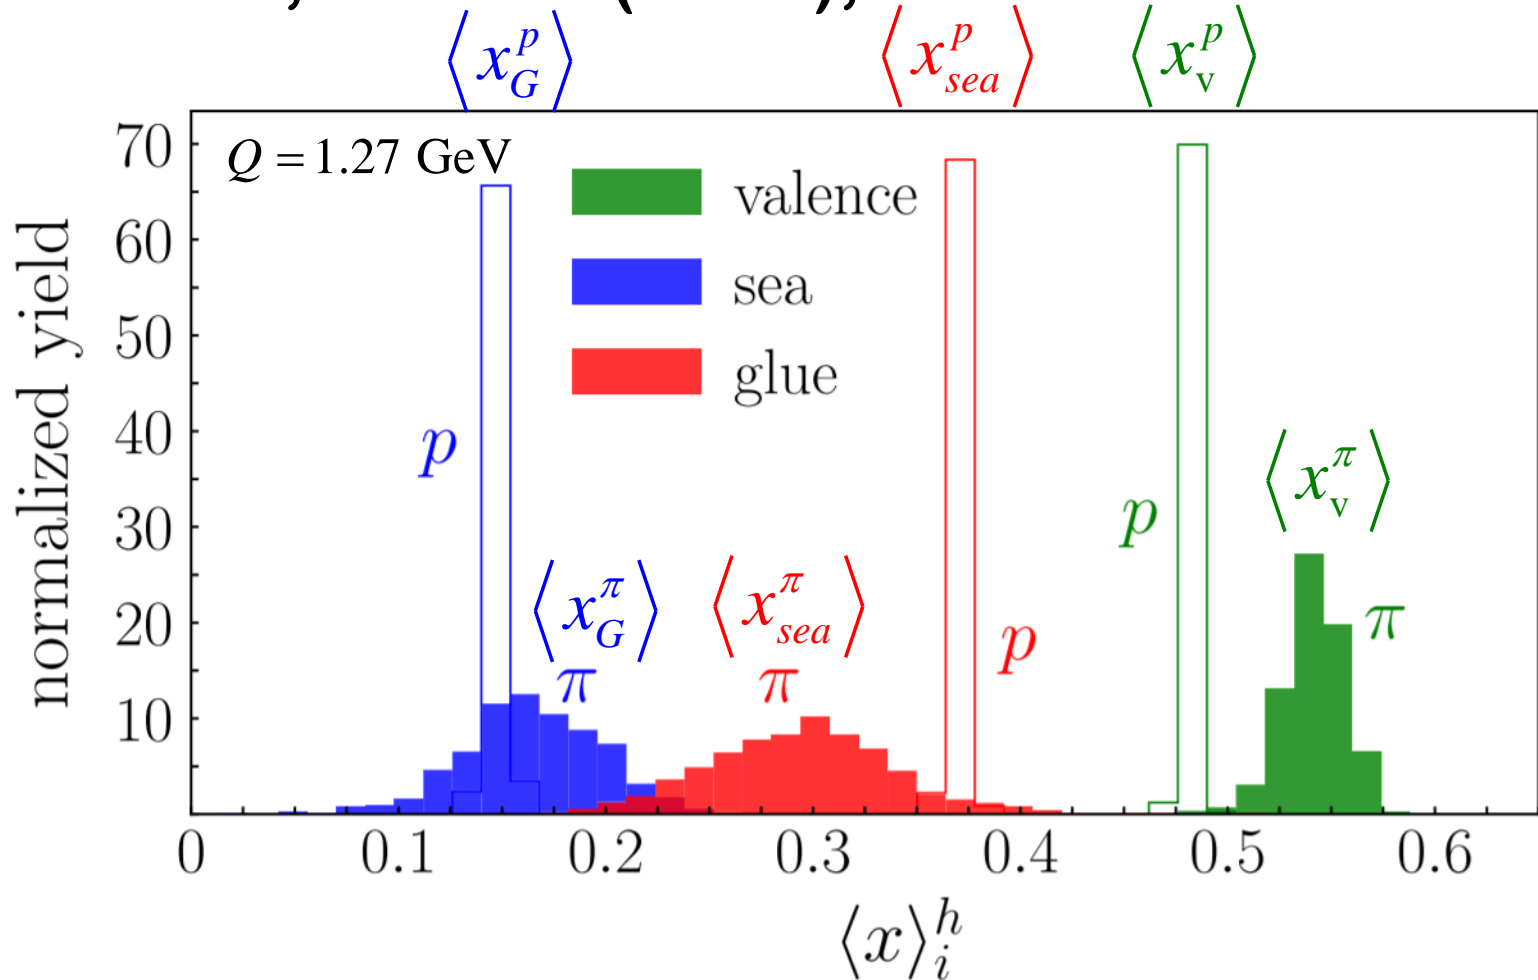 ⟨x_G^p⟩ ⟨x_sea^p⟩ ⟨x_v^p⟩
Q = 1.27 GeV
valence
sea
glue
p
p
p
⟨x_v^π⟩
π
⟨x_G^π⟩
π
⟨x_sea^π⟩
π
normalized yield
70
60
50
40
30
20
10
0 0.1 0.2 0.3 0.4 0.5 0.6
⟨x⟩_i^h